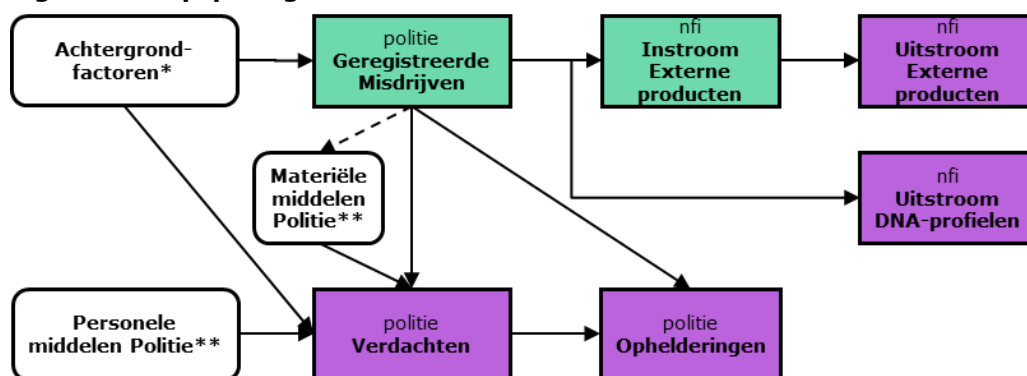 Achtergrond-
factoren*
politie
Geregistreerde
Misdrijven
nfi
Instroom
Externe
producten
nfi
Uitstroom
Externe
producten
Materiële
middelen
Politie**
nfi
Uitstroom
DNA-profielen
Personele
middelen Politie**
politie
Verdachten
politie
Ophelderingen